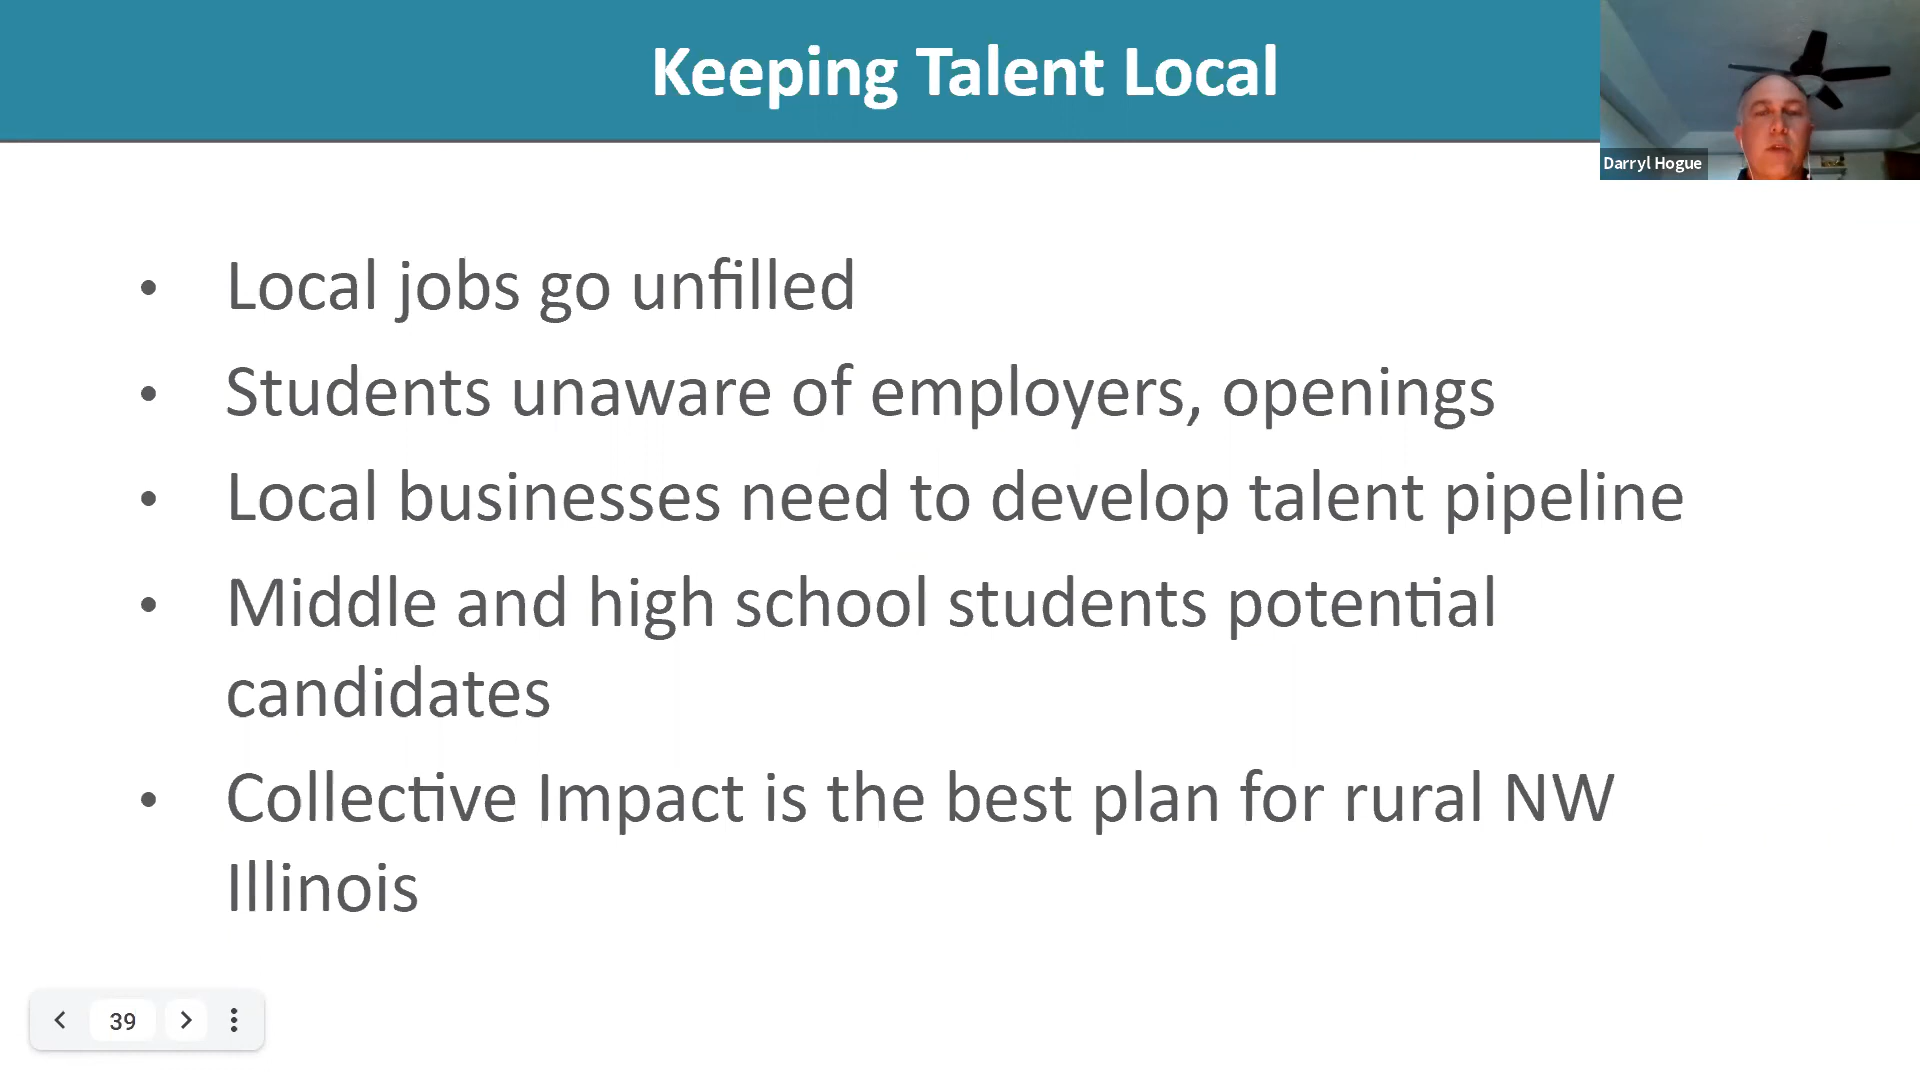 Keeping Talent Local
Darryl Hogue
• Local jobs go unfilled
• Students unaware of employers, openings
• Local businesses need to develop talent pipeline
• Middle and high school students potential
candidates
• Collective Impact is the best plan for rural NW
Illinois
39